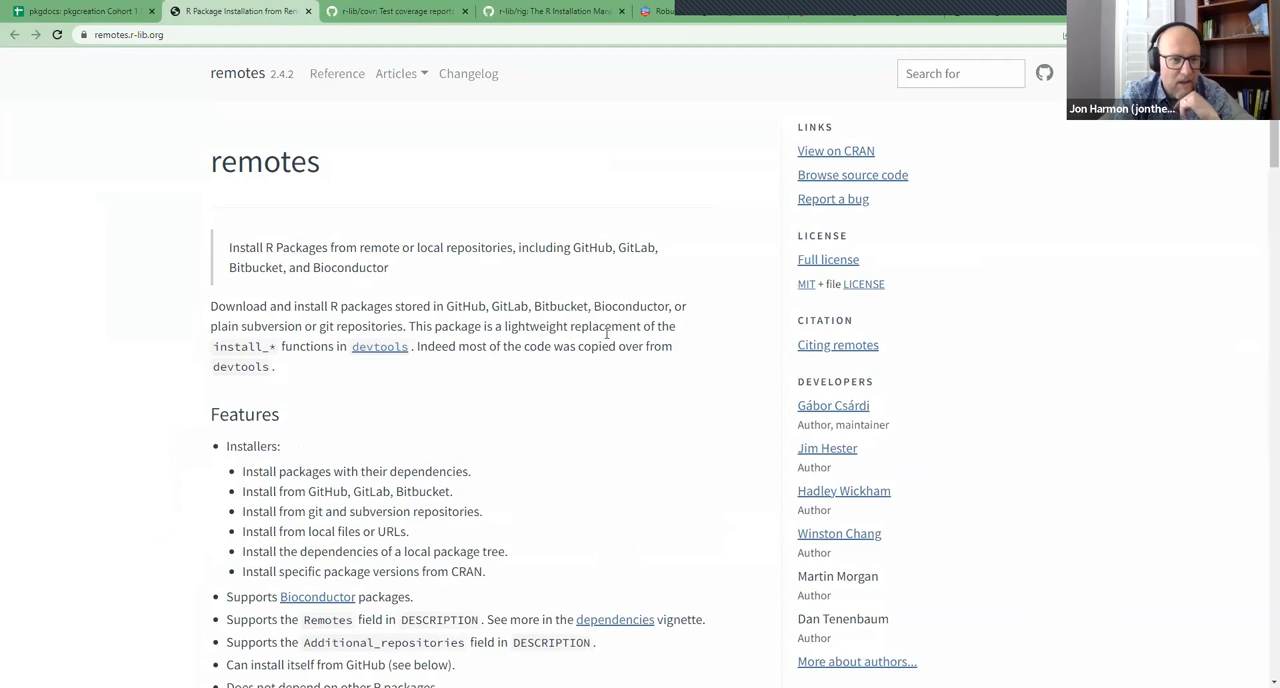 pkgdocs: pkgcreation Cohort 1
R Package Installation from Rem
r-lib/covr: Test coverage reports
r-lib/rig: The R Installation Man
Robu
remotes.r-lib.org
Jon Harmon (jonthe...
remotes 2.4.2 Reference Articles Changelog
Search for
remotes
Install R Packages from remote or local repositories, including GitHub, GitLab,
Bitbucket, and Bioconductor
Download and install R packages stored in GitHub, GitLab, Bitbucket, Bioconductor, or
plain subversion or git repositories. This package is a lightweight replacement of the
install_* functions in devtools. Indeed most of the code was copied over from
devtools.
Features
Installers:
Install packages with their dependencies.
Install from GitHub, GitLab, Bitbucket.
Install from git and subversion repositories.
Install from local files or URLs.
Install the dependencies of a local package tree.
Install specific package versions from CRAN.
Supports Bioconductor packages.
Supports the Remotes field in DESCRIPTION. See more in the dependencies vignette.
Supports the Additional_repositories field in DESCRIPTION.
Can install itself from GitHub (see below).
Does not depend on other R packages.
LINKS
View on CRAN
Browse source code
Report a bug
LICENSE
Full license
MIT + file LICENSE
CITATION
Citing remotes
DEVELOPERS
Gábor Csárdi
Author, maintainer
Jim Hester
Author
Hadley Wickham
Author
Winston Chang
Author
Martin Morgan
Author
Dan Tenenbaum
Author
More about authors...